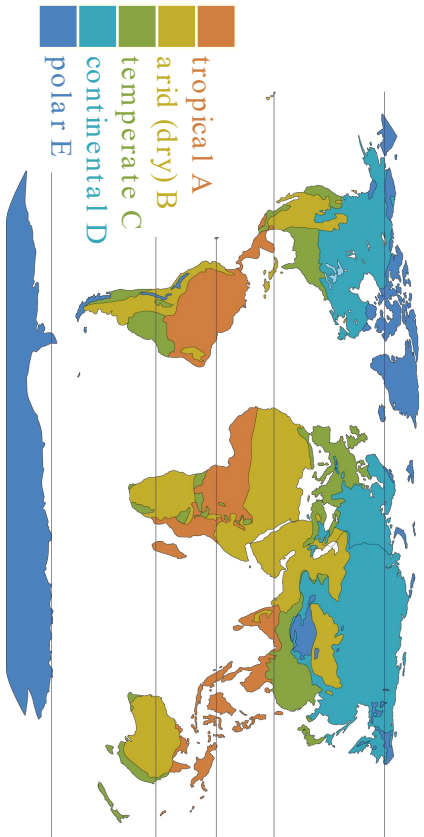 tropical A
arid (dry) B
temperate C
continental D
polar E